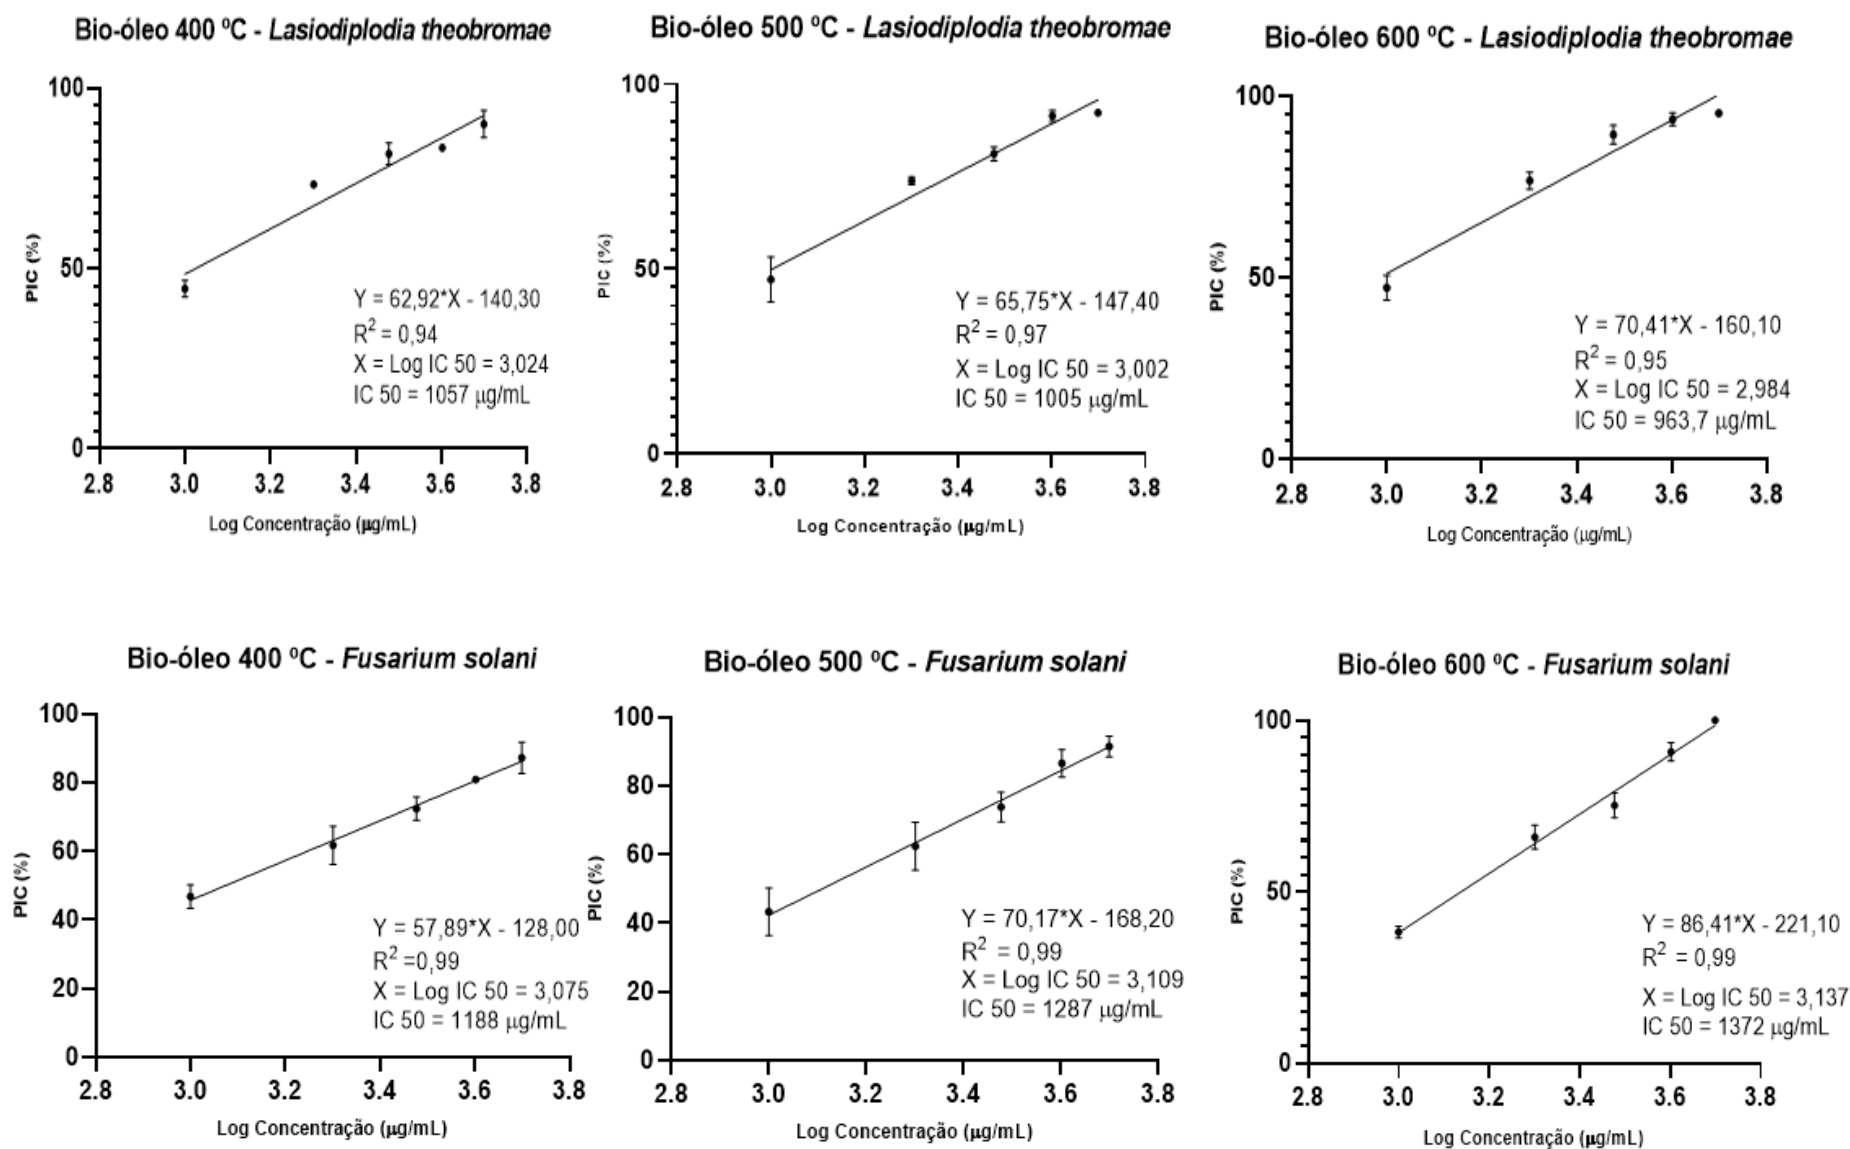 Bio-óleo 400 ºC - Lasiodiplodia theobromae
100
50
0
PIC (%)
2.8 3.0 3.2 3.4 3.6 3.8
Log Concentração (μg/mL)
Y = 62,92*X - 140,30
R² = 0,94
X = Log IC 50 = 3,024
IC 50 = 1057 μg/mL
Bio-óleo 500 ºC - Lasiodiplodia theobromae
100
50
0
PIC (%)
2.8 3.0 3.2 3.4 3.6 3.8
Log Concentração (μg/mL)
Y = 65,75*X - 147,40
R² = 0,97
X = Log IC 50 = 3,002
IC 50 = 1005 μg/mL
Bio-óleo 600 ºC - Lasiodiplodia theobromae
100
50
0
PIC (%)
2.8 3.0 3.2 3.4 3.6 3.8
Log Concentração (μg/mL)
Y = 70,41*X - 160,10
R² = 0,95
X = Log IC 50 = 2,984
IC 50 = 963,7 μg/mL
Bio-óleo 400 ºC - Fusarium solani
100
80
60
40
20
0
PIC (%)
2.8 3.0 3.2 3.4 3.6 3.8
Log Concentração (μg/mL)
Y = 57,89*X - 128,00
R² =0,99
X = Log IC 50 = 3,075
IC 50 = 1188 μg/mL
Bio-óleo 500 ºC - Fusarium solani
100
80
60
40
20
0
PIC (%)
2.8 3.0 3.2 3.4 3.6 3.8
Log Concentração (μg/mL)
Y = 70,17*X - 168,20
R² = 0,99
X = Log IC 50 = 3,109
IC 50 = 1287 μg/mL
Bio-óleo 600 ºC - Fusarium solani
100
50
0
PIC (%)
2.8 3.0 3.2 3.4 3.6 3.8
Log Concentração (μg/mL)
Y = 86,41*X - 221,10
R² = 0,99
X = Log IC 50 = 3,137
IC 50 = 1372 μg/mL